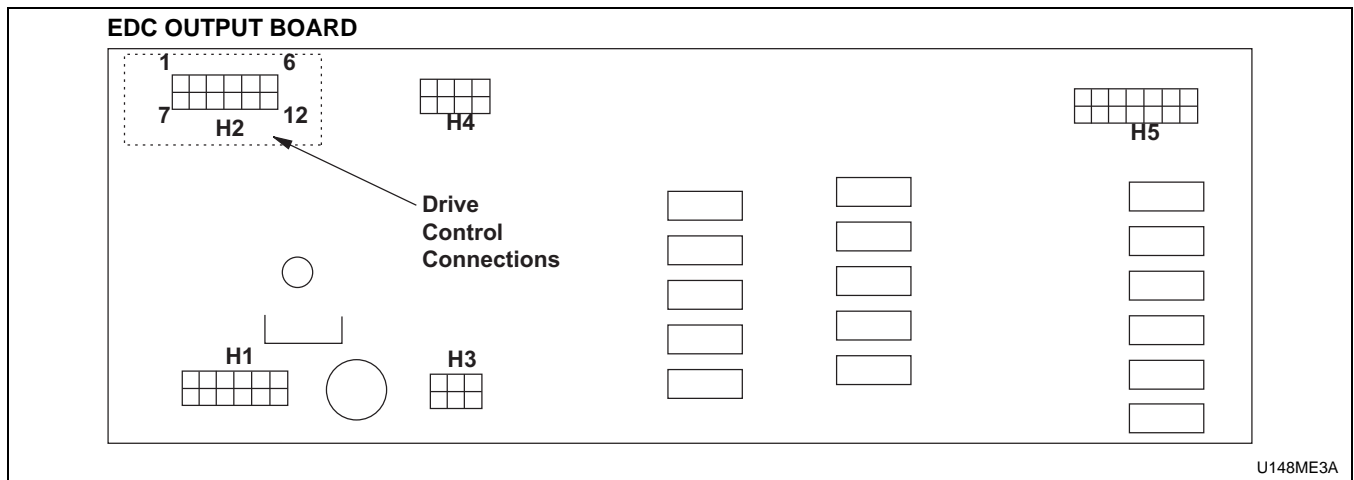 EDC OUTPUT BOARD
1 6
7 12
H2
H4
H5
Drive
Control
Connections
H1
H3
U148ME3A